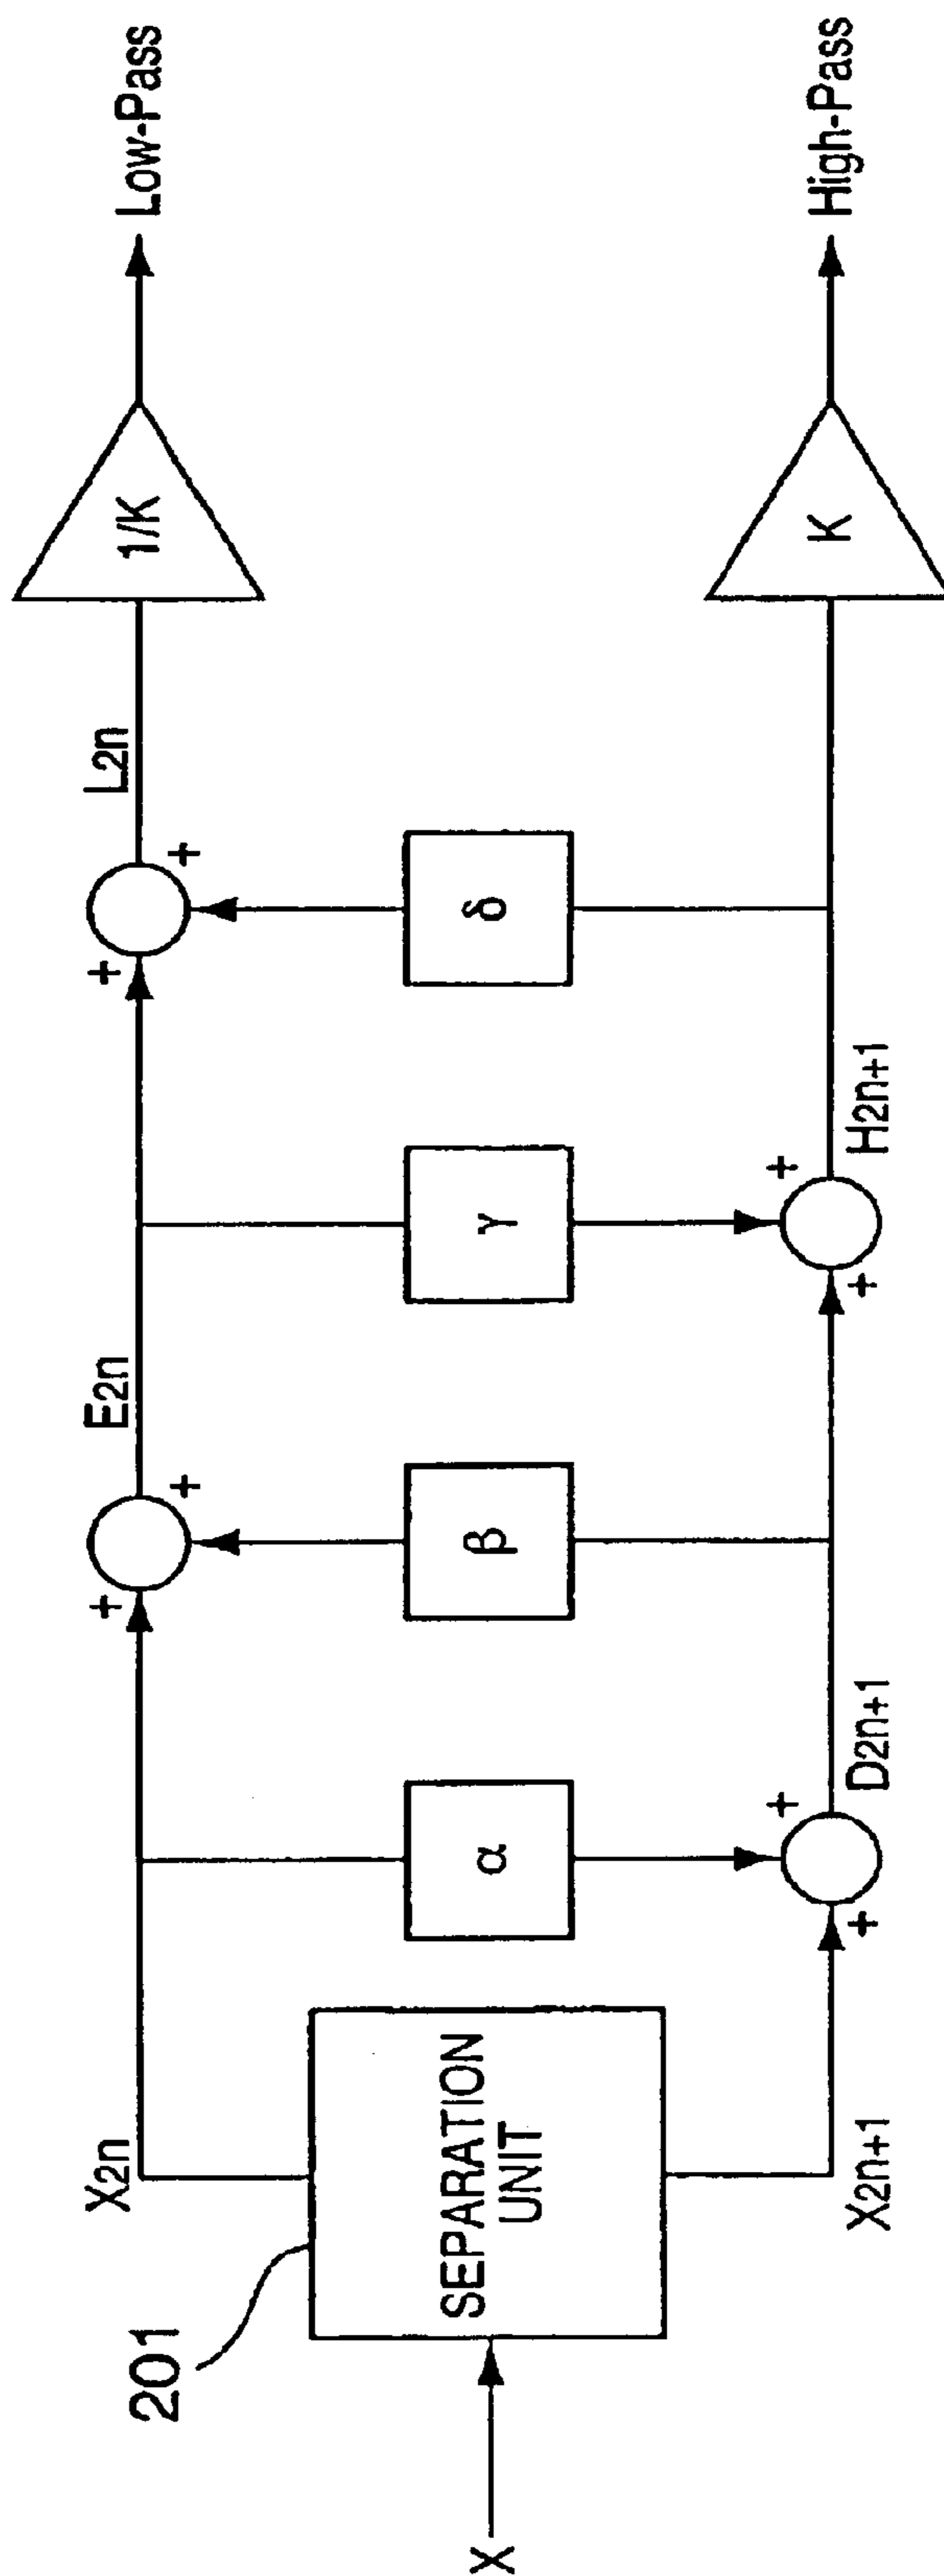 X
201
SEPARATION
UNIT
X2n
X2n+1
α
+
+
D2n+1
β
+
+
E2n
γ
+
+
H2n+1
δ
+
+
L2n
1/K
K
Low-Pass
High-Pass